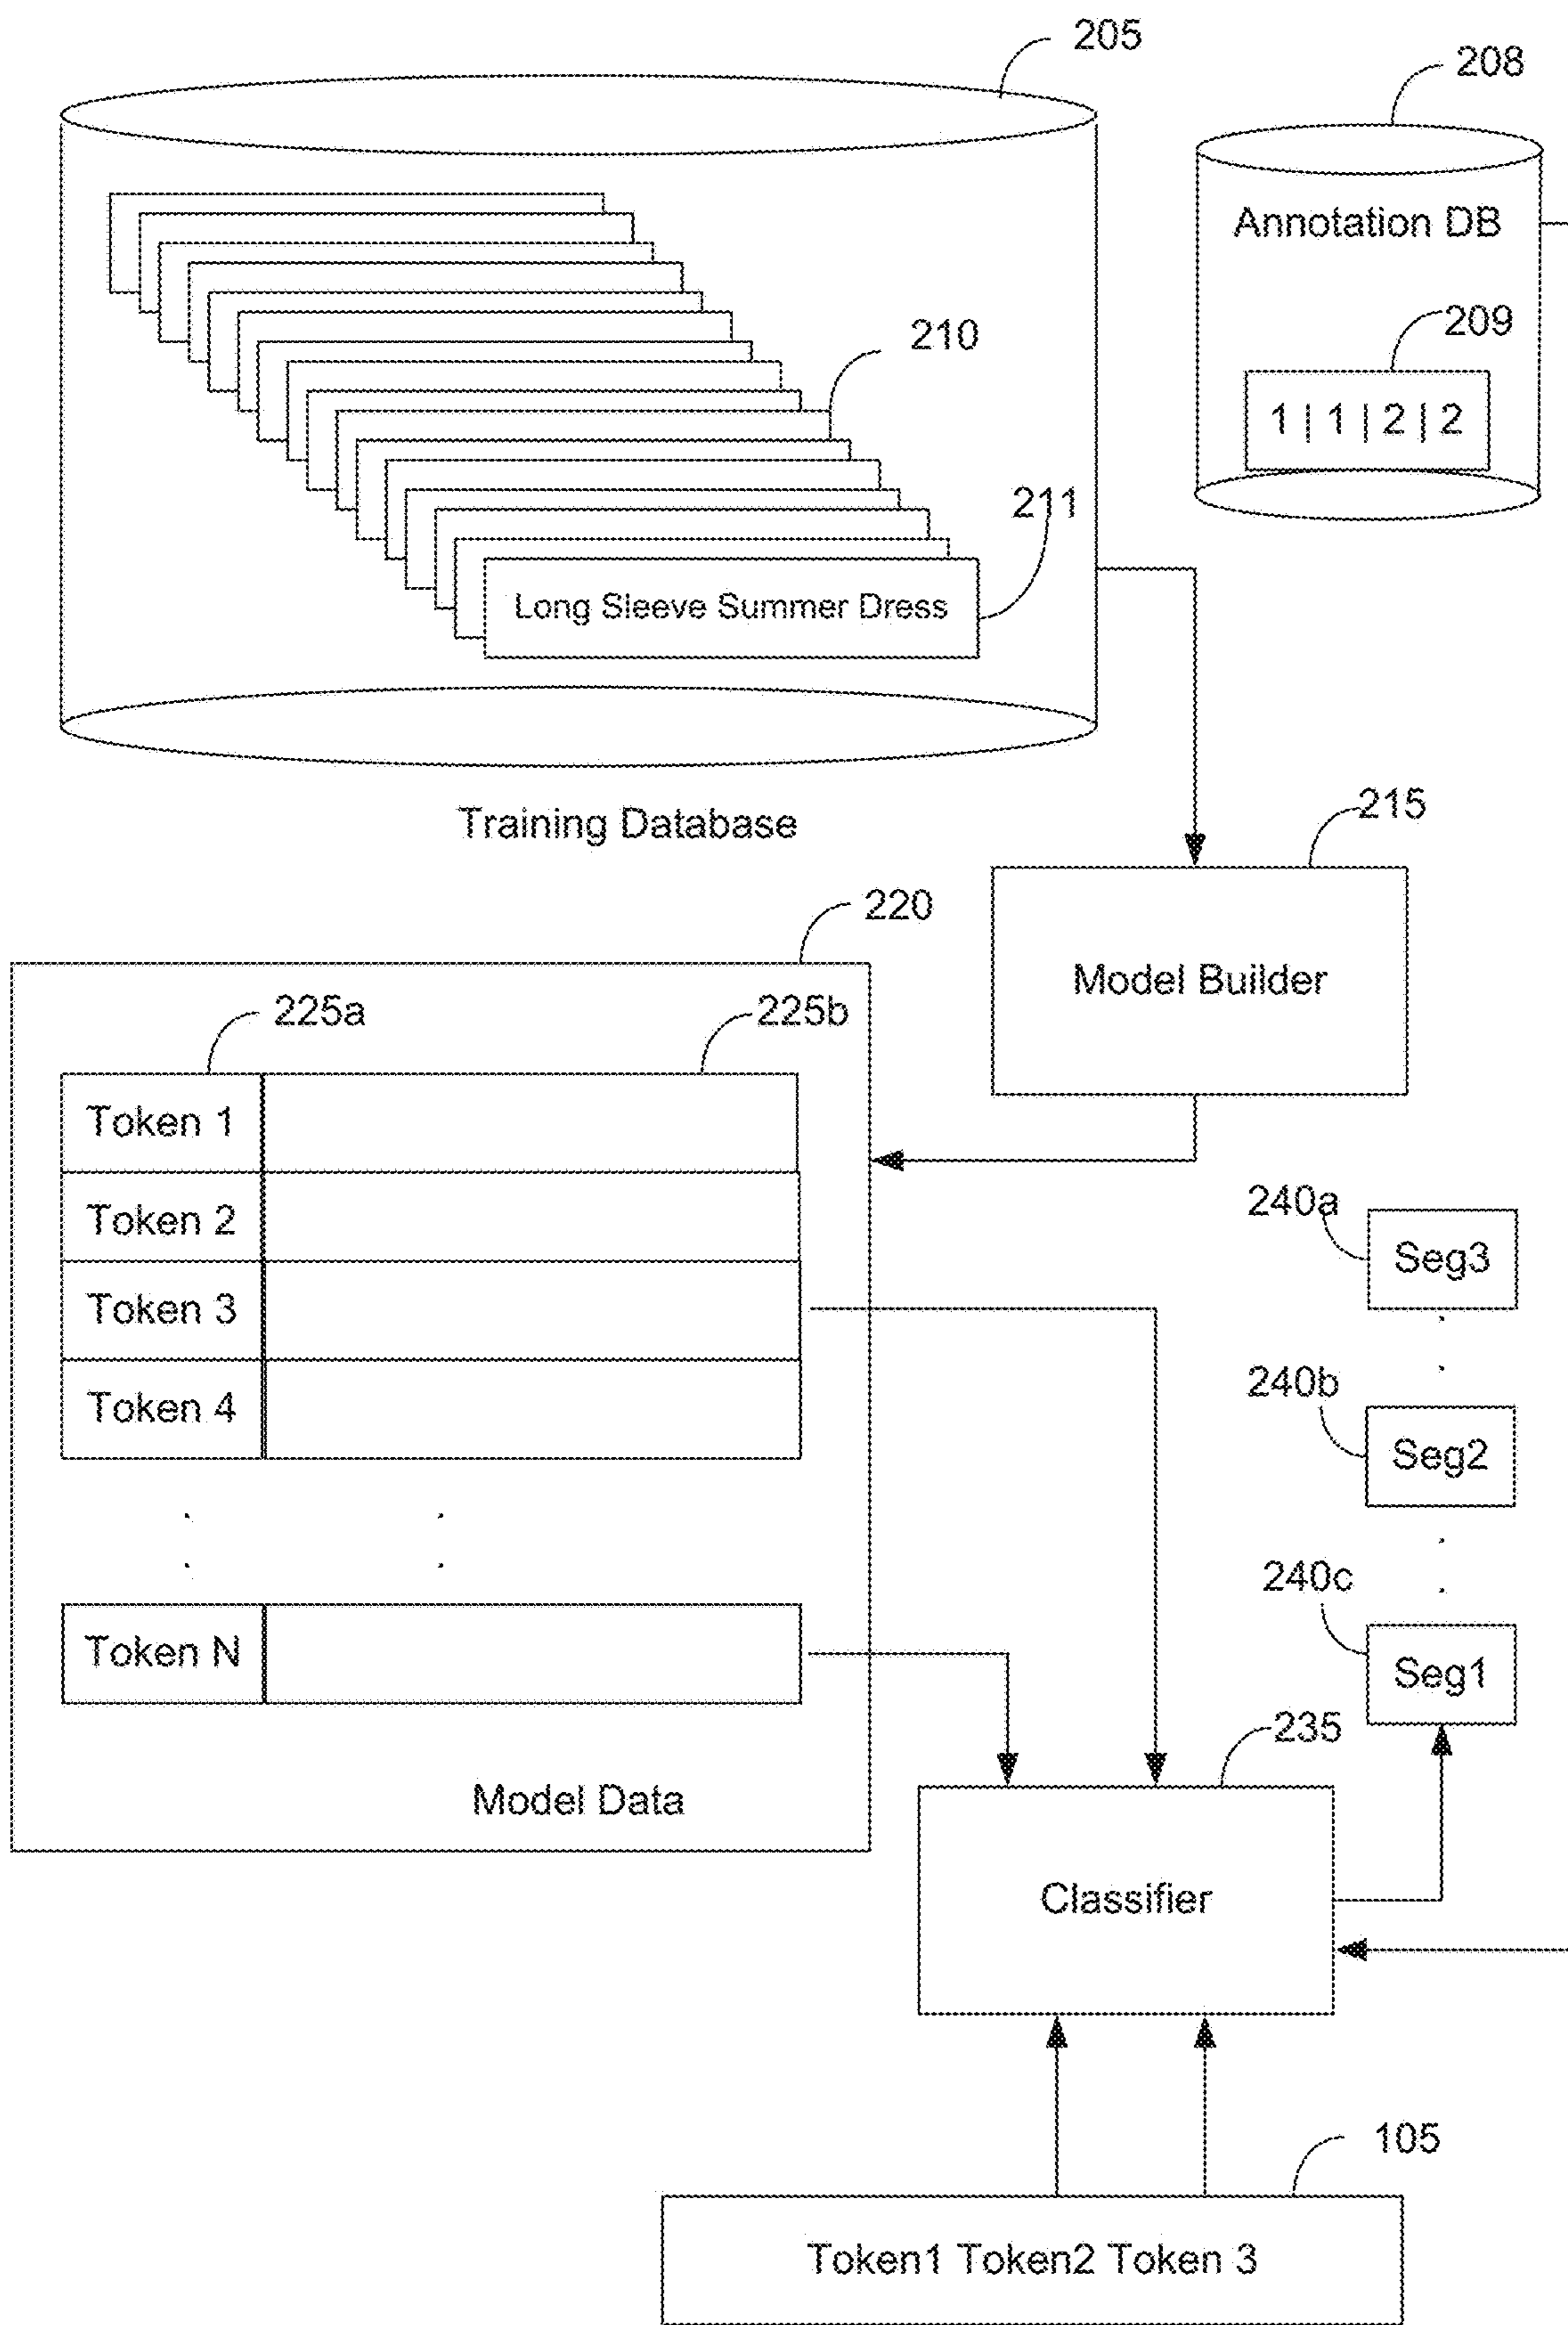 205
208
Annotation DB
209
1 | 1 | 2 | 2
210
211
Long Sleeve Summer Dress
Training Database
215
Model Builder
220
225a
225b
Token 1
Token 2
Token 3
Token 4
Token N
Model Data
240a
Seg3
240b
Seg2
240c
Seg1
235
Classifier
105
Token1 Token2 Token 3